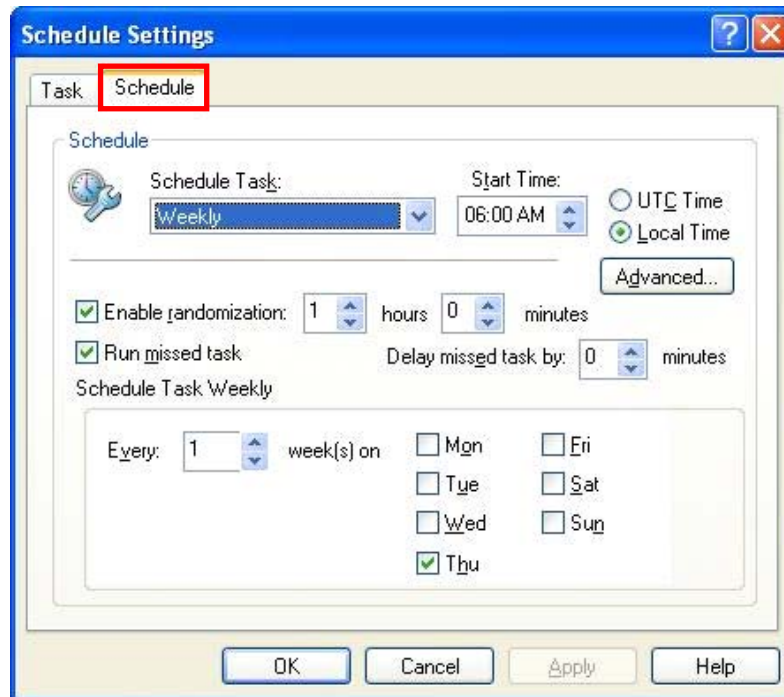 Schedule Settings
Task Schedule
Schedule
Schedule Task: Start Time:
Weekly 06:00 AM UTC Time
Local Time
Advanced...
Enable randomization: 1 hours 0 minutes
Run missed task Delay missed task by: 0 minutes
Schedule Task Weekly
Every: 1 week(s) on Mon Fri
Tue Sat
Wed Sun
Thu
OK Cancel Apply Help